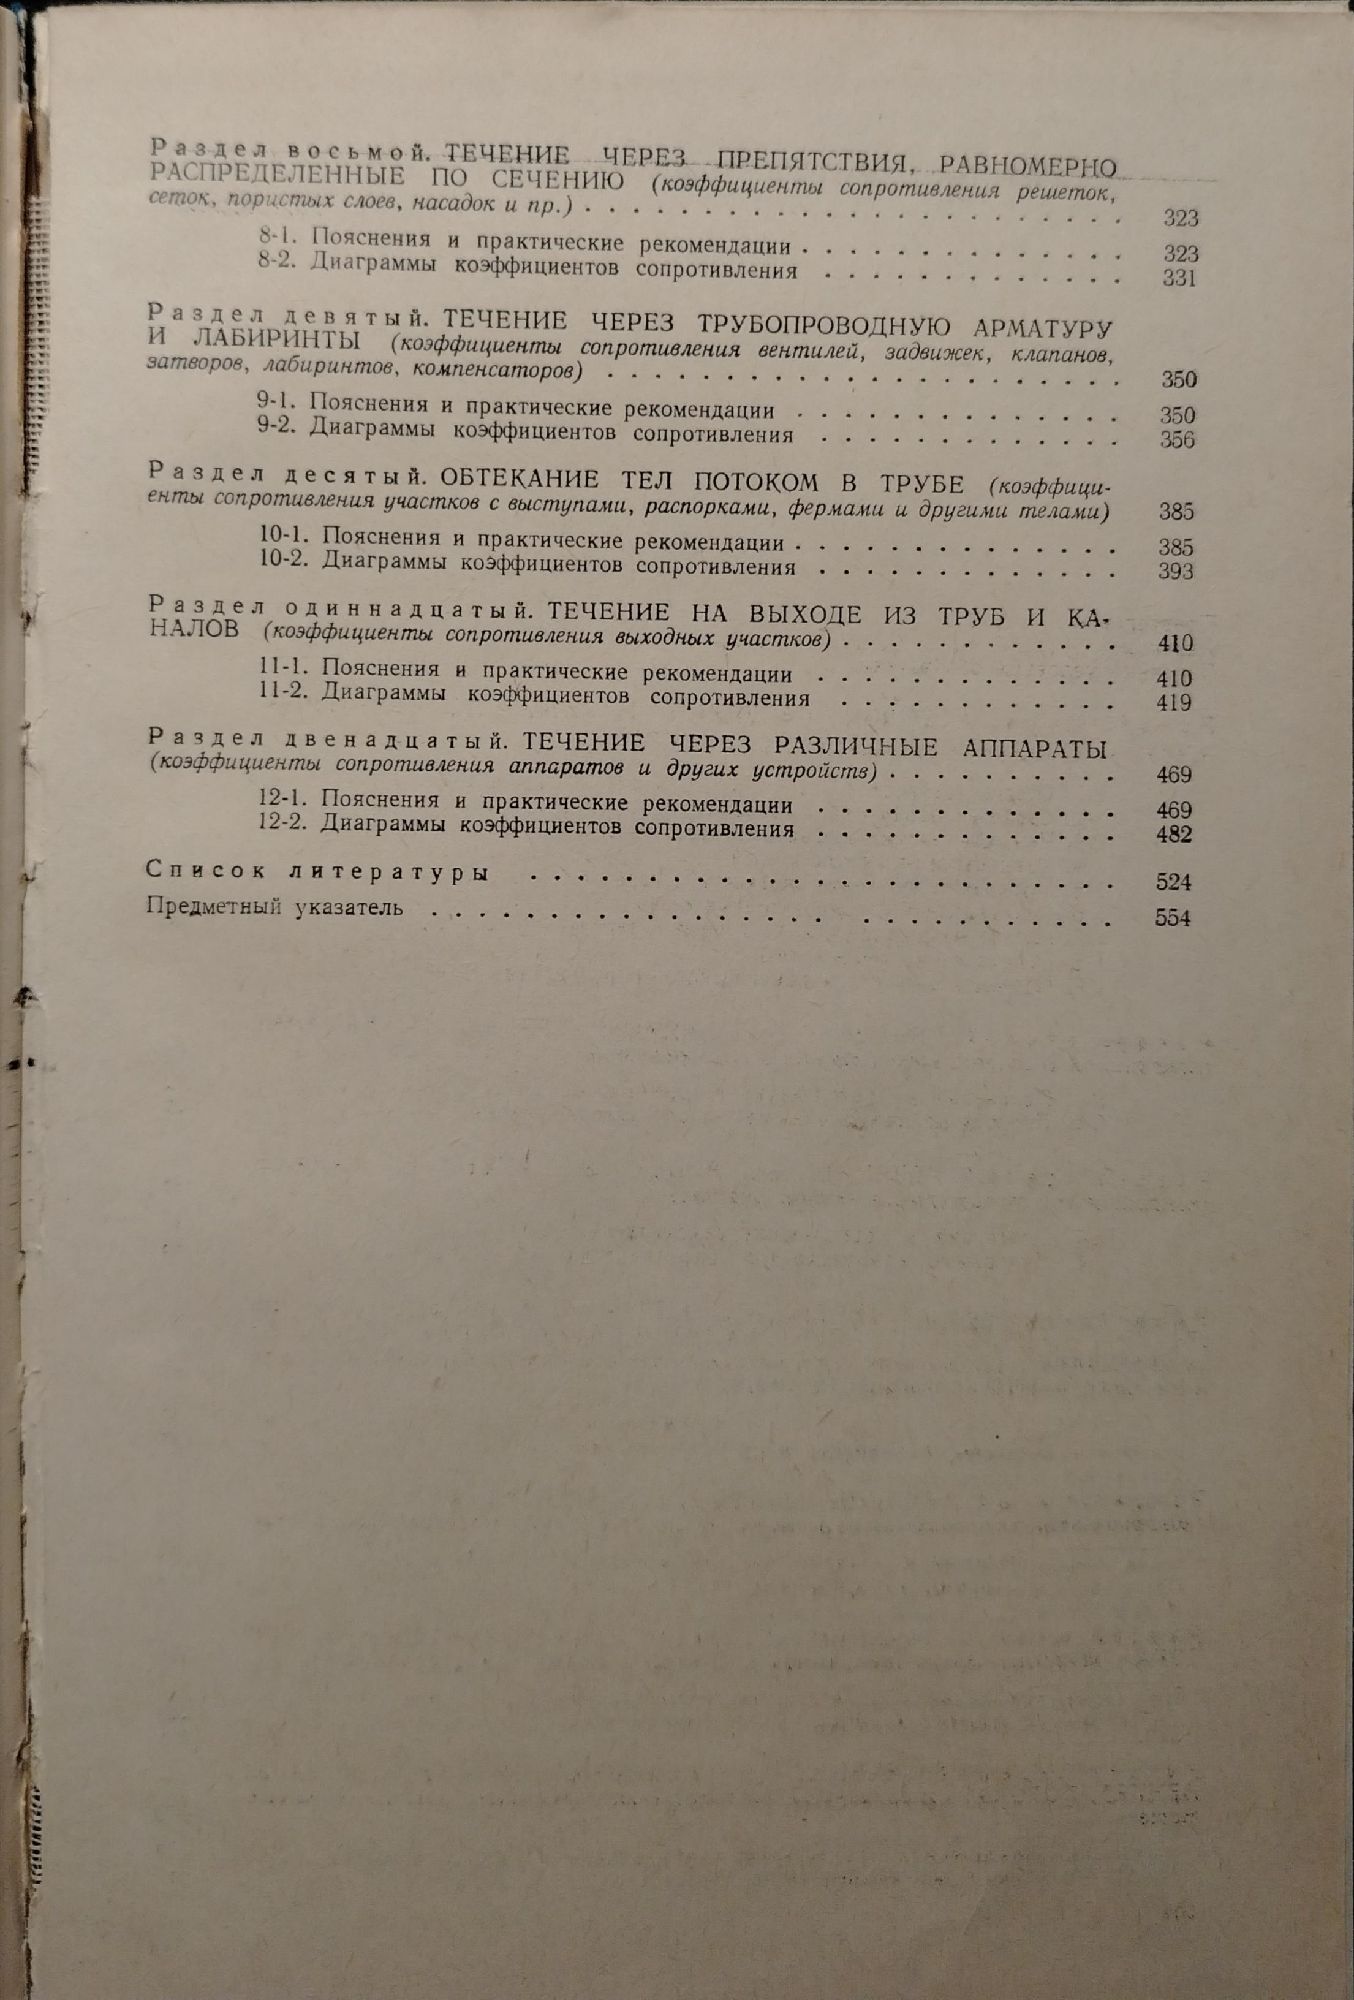 Раздел восьмой. ТЕЧЕНИЕ ЧЕРЕЗ ПРЕПЯТСТВИЯ, РАВНОМЕРНО
РАСПРЕДЕЛЕННЫЕ ПО СЕЧЕНИЮ (коэффициенты сопротивления решеток,
сеток, пористых слоев, насадок и пр.) . . . . . . . . . . . . . . . . . . . . . . . 323
8-1. Пояснения и практические рекомендации . . . . . . . . . . . . . . 323
8-2. Диаграммы коэффициентов сопротивления . . . . . . . . . . . . . 331
Раздел девятый. ТЕЧЕНИЕ ЧЕРЕЗ ТРУБОПРОВОДНУЮ АРМАТУРУ
И ЛАБИРИНТЫ (коэффициенты сопротивления вентилей, задвижек, клапанов,
затворов, лабиринтов, компенсаторов) . . . . . . . . . . . . . . . . . . . . . . 350
9-1. Пояснения и практические рекомендации . . . . . . . . . . . . . . 350
9-2. Диаграммы коэффициентов сопротивления . . . . . . . . . . . . . 356
Раздел десятый. ОБТЕКАНИЕ ТЕЛ ПОТОКОМ В ТРУБЕ (коэффици-
енты сопротивления участков с выступами, распорками, фермами и другими телами) 385
10-1. Пояснения и практические рекомендации . . . . . . . . . . . . . . 385
10-2. Диаграммы коэффициентов сопротивления . . . . . . . . . . . . . 393
Раздел одиннадцатый. ТЕЧЕНИЕ НА ВЫХОДЕ ИЗ ТРУБ И КА-
НАЛОВ (коэффициенты сопротивления выходных участков) . . . . . . . . . . . . 410
11-1. Пояснения и практические рекомендации . . . . . . . . . . . . . 410
11-2. Диаграммы коэффициентов сопротивления . . . . . . . . . . . . 419
Раздел двенадцатый. ТЕЧЕНИЕ ЧЕРЕЗ РАЗЛИЧНЫЕ АППАРАТЫ
(коэффициенты сопротивления аппаратов и других устройств) . . . . . . . . . . 469
12-1. Пояснения и практические рекомендации . . . . . . . . . . . . . 469
12-2. Диаграммы коэффициентов сопротивления . . . . . . . . . . . . . 482
Список литературы . . . . . . . . . . . . . . . . . . . . . . . . . 524
Предметный указатель . . . . . . . . . . . . . . . . . . . . . . . . . . . . 554